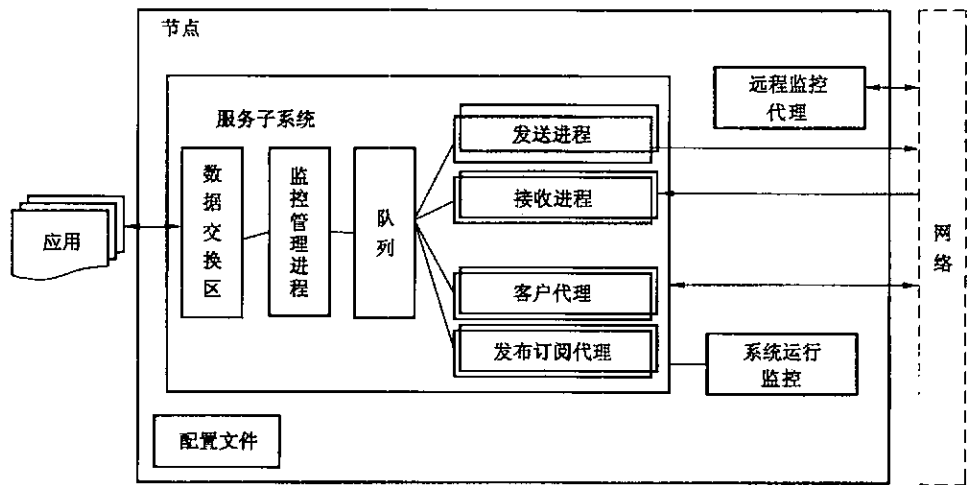 节点
远程监控
代理
服务子系统
发送进程
数据交换区
监控管理进程
队列
接收进程
应用
网络
客户代理
发布订阅代理
系统运行
监控
配置文件